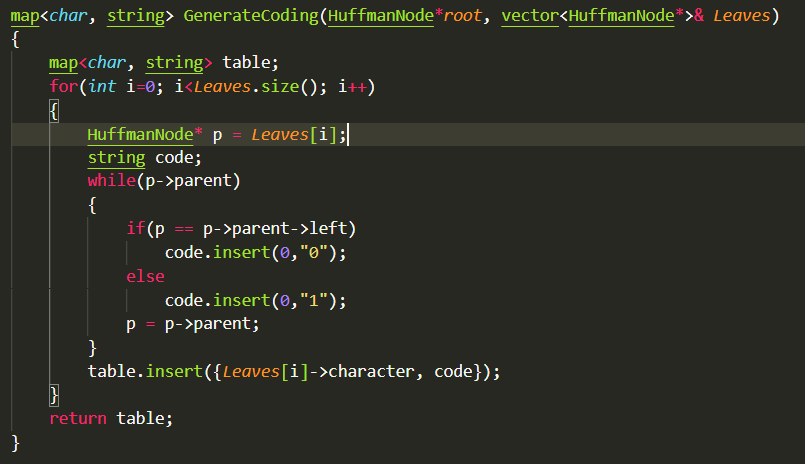 map<char, string> GenerateCoding(HuffmanNode*root, vector<HuffmanNode*>& Leaves)
{
    map<char, string> table;
    for(int i=0; i<Leaves.size(); i++)
    {
        HuffmanNode* p = Leaves[i];
        string code;
        while(p->parent)
        {
            if(p == p->parent->left)
                code.insert(0,"0");
            else
                code.insert(0,"1");
            p = p->parent;
        }
        table.insert({Leaves[i]->character, code});
    }
    return table;
}